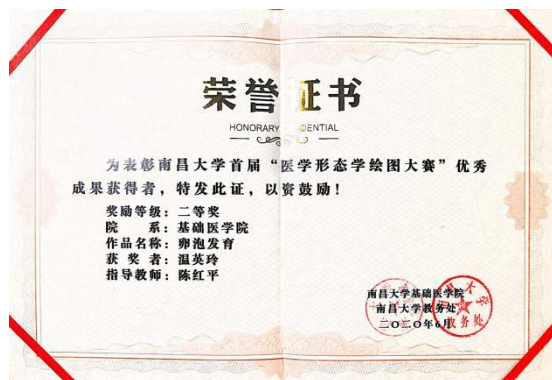 荣誉证书
HONORARY DENTIAL
为表彰南昌大学首届“医学形态学绘图大赛”优秀
成果获得者，特发此证，以资鼓励！
奖励等级：二等奖
院 系：基础医学院
作品名称：卵泡发育
获 奖 者：温英玲
指导教师：陈红平
南昌大学基础医学院
南昌大学教务处
二〇二〇年6月